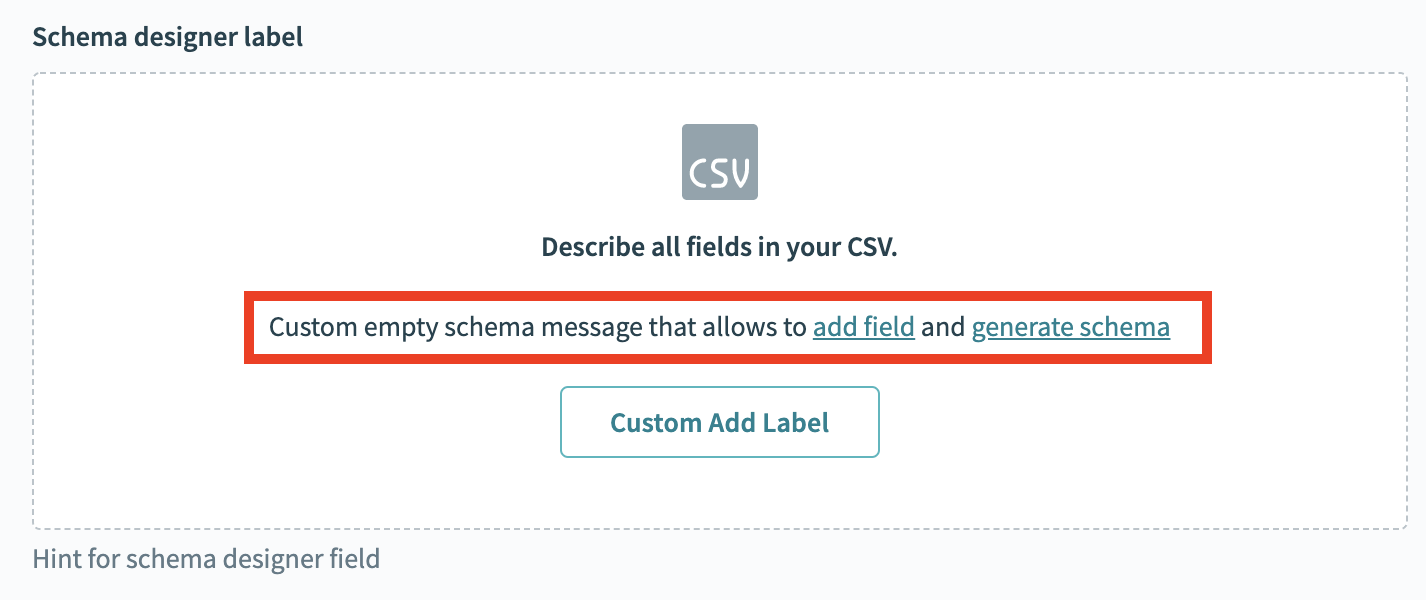 Schema designer label
CSV
Describe all fields in your CSV.
Custom empty schema message that allows to add field and generate schema
Custom Add Label
Hint for schema designer field